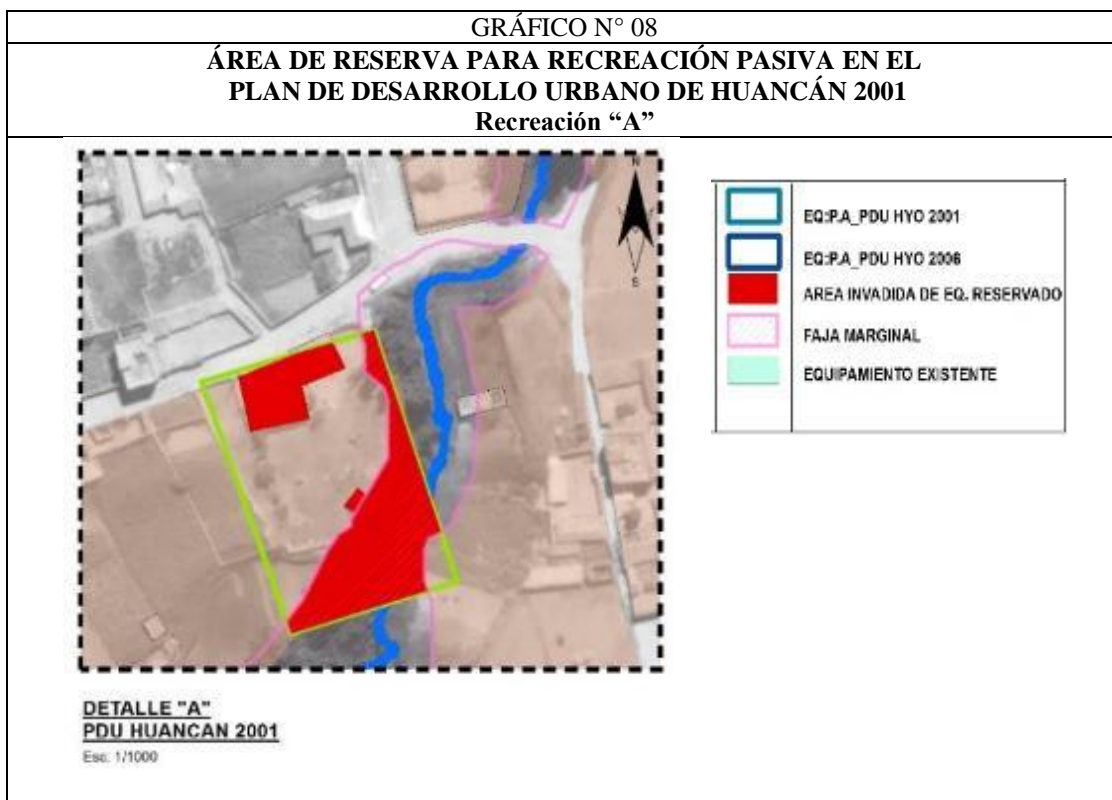 GRÁFICO N° 08
ÁREA DE RESERVA PARA RECREACIÓN PASIVA EN EL
PLAN DE DESARROLLO URBANO DE HUANCÁN 2001
Recreación “A”
N
S
EQ:P.A_PDU HYO 2001
EQ:P.A_PDU HYO 2006
AREA INVADIDA DE EQ. RESERVADO
FAJA MARGINAL
EQUIPAMIENTO EXISTENTE
DETALLE "A"
PDU HUANCAN 2001
Esc: 1/1000